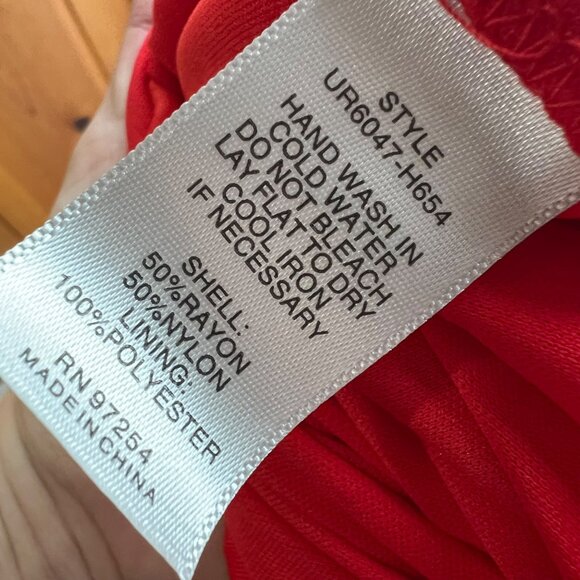 STYLE
UR6047-H654
HAND WASH IN
COLD WATER
DO NOT BLEACH
LAY FLAT TO DRY
COOL IRON
IF NECESSARY
SHELL:
50%RAYON
50%NYLON
LINING:
100%POLYESTER
RN 97254
MADE IN CHINA